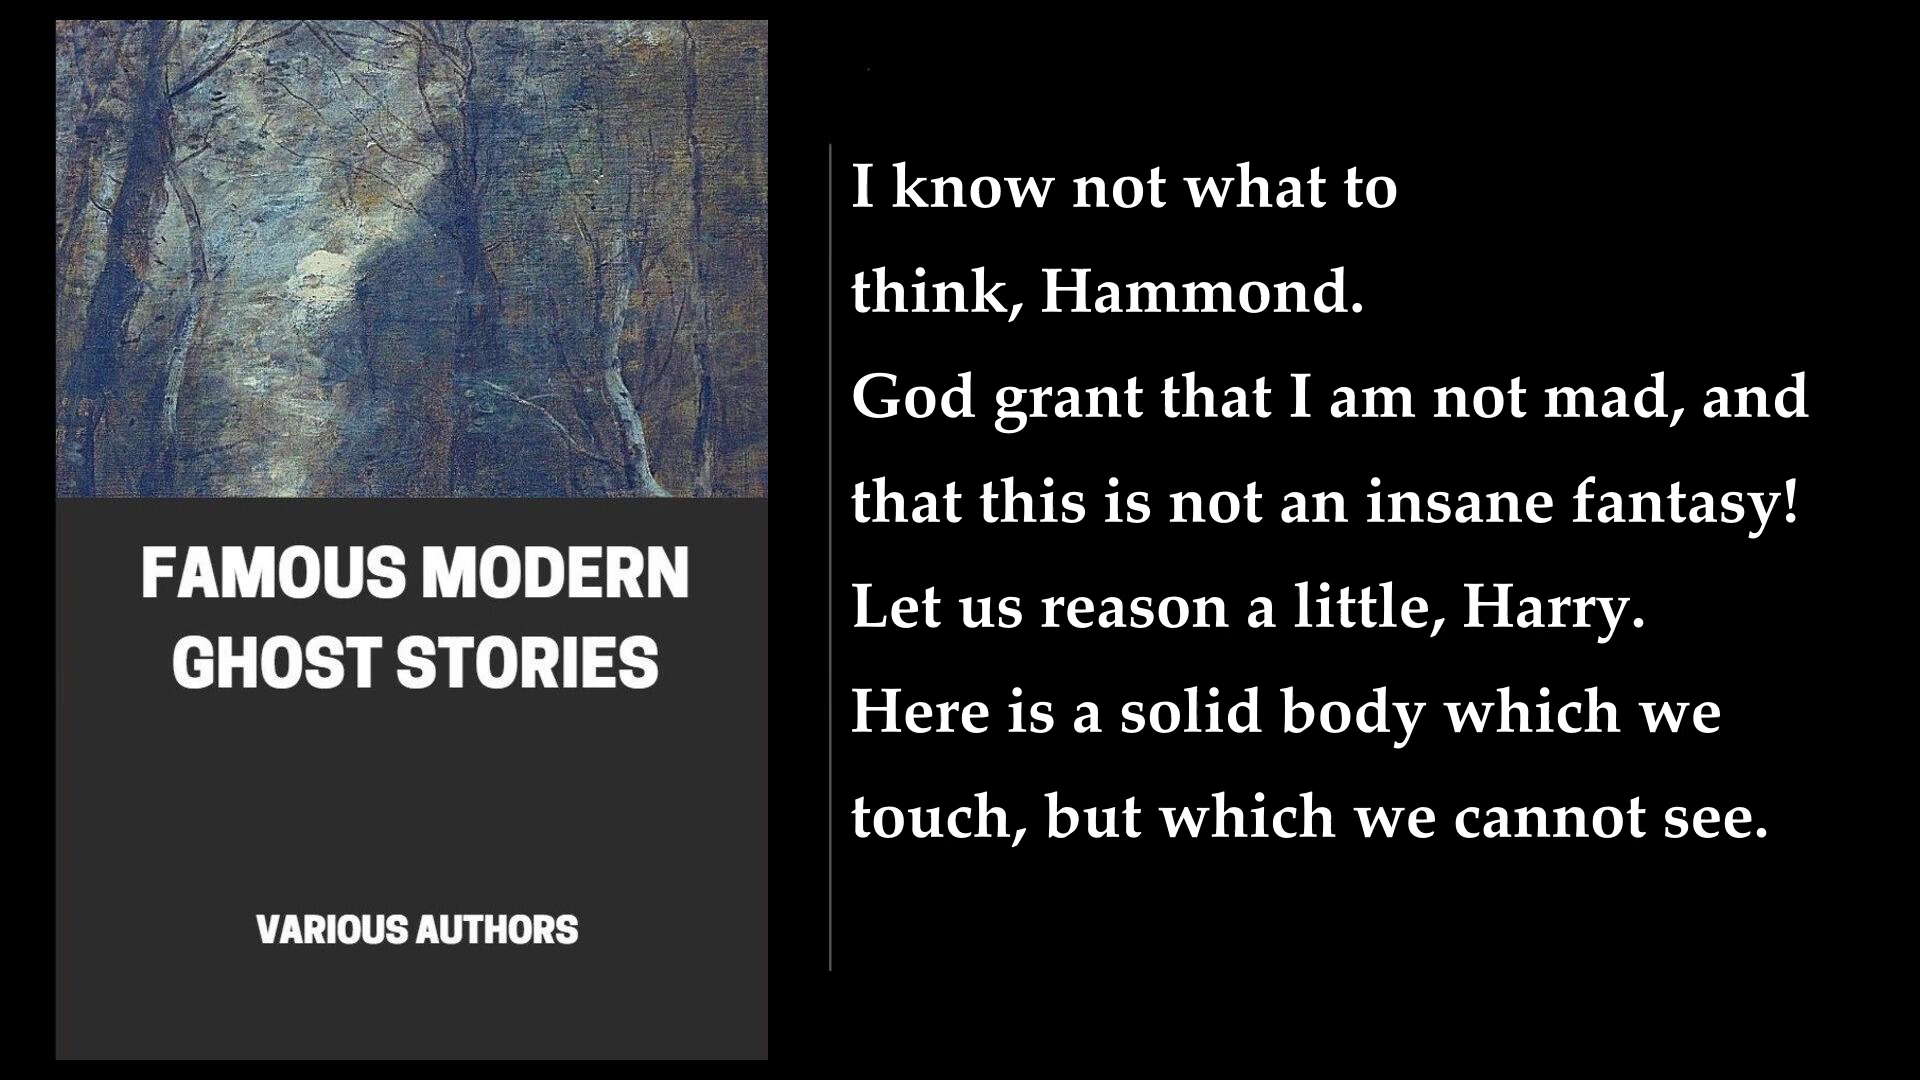 FAMOUS MODERN
GHOST STORIES
VARIOUS AUTHORS
I know not what to
think, Hammond.
God grant that I am not mad, and
that this is not an insane fantasy!
Let us reason a little, Harry.
Here is a solid body which we
touch, but which we cannot see.